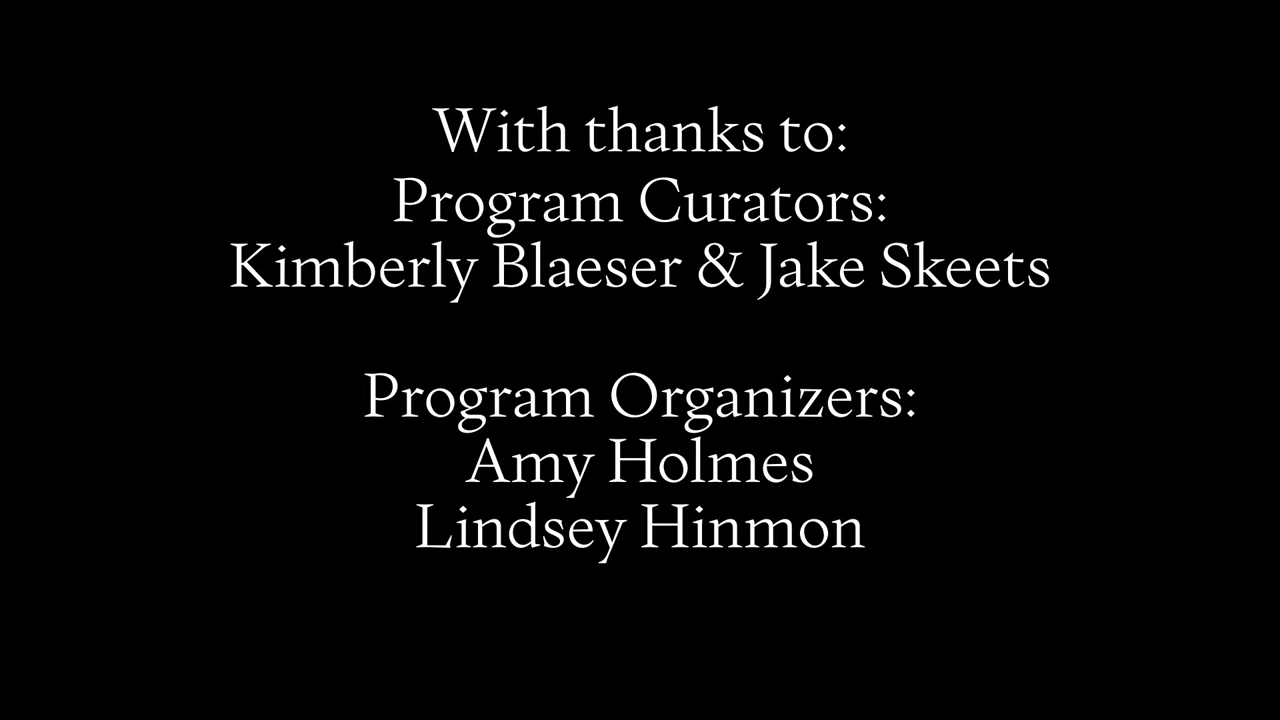 With thanks to:
Program Curators:
Kimberly Blaeser & Jake Skeets
Program Organizers:
Amy Holmes
Lindsey Hinmon